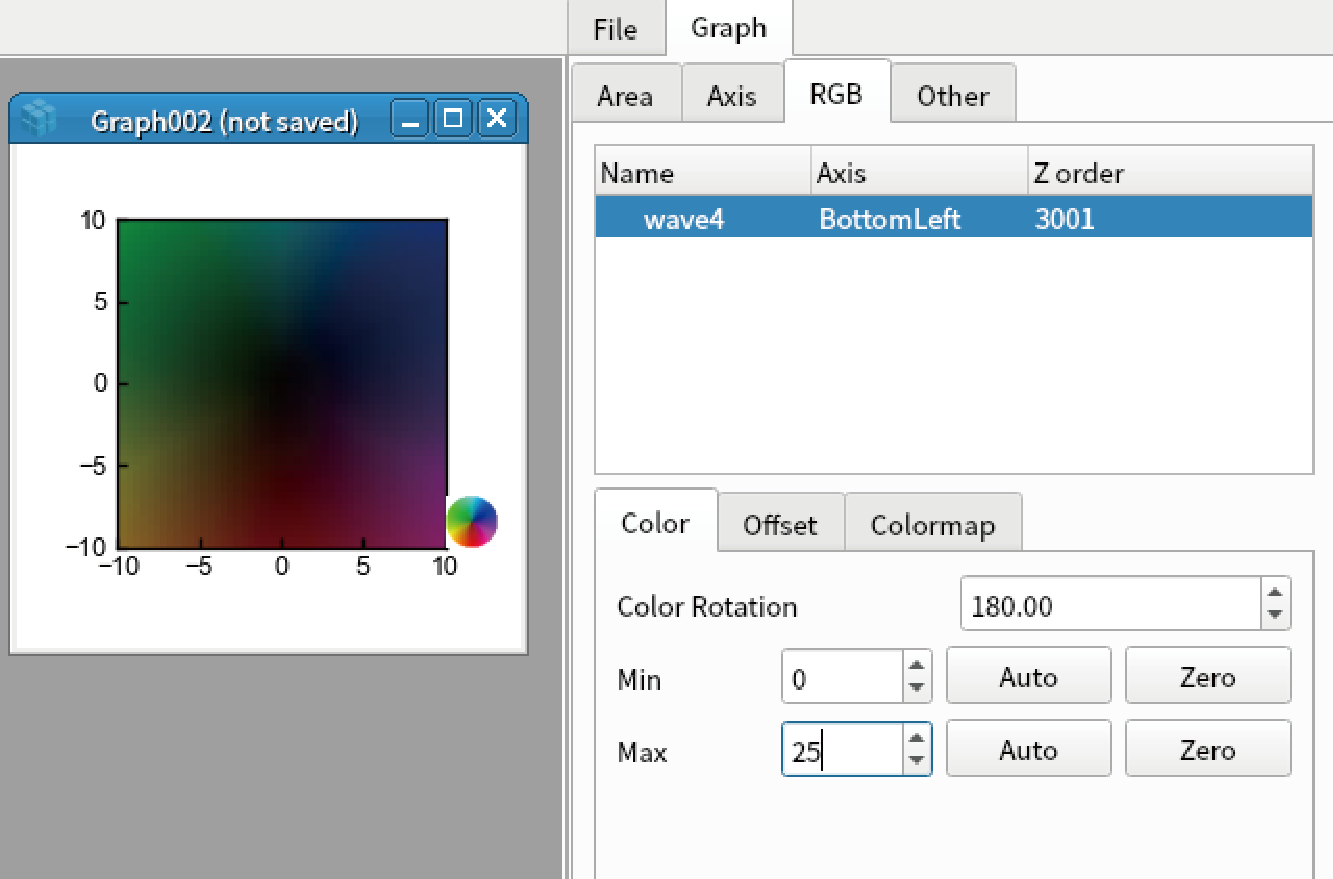 File Graph
Area Axis RGB Other
Graph002 (not saved)
10
5
0
−5
−10
−10 −5 0 5 10
Name Axis Z order
wave4 BottomLeft 3001
Color Offset Colormap
Color Rotation 180.00
Min 0 Auto Zero
Max 25 Auto Zero